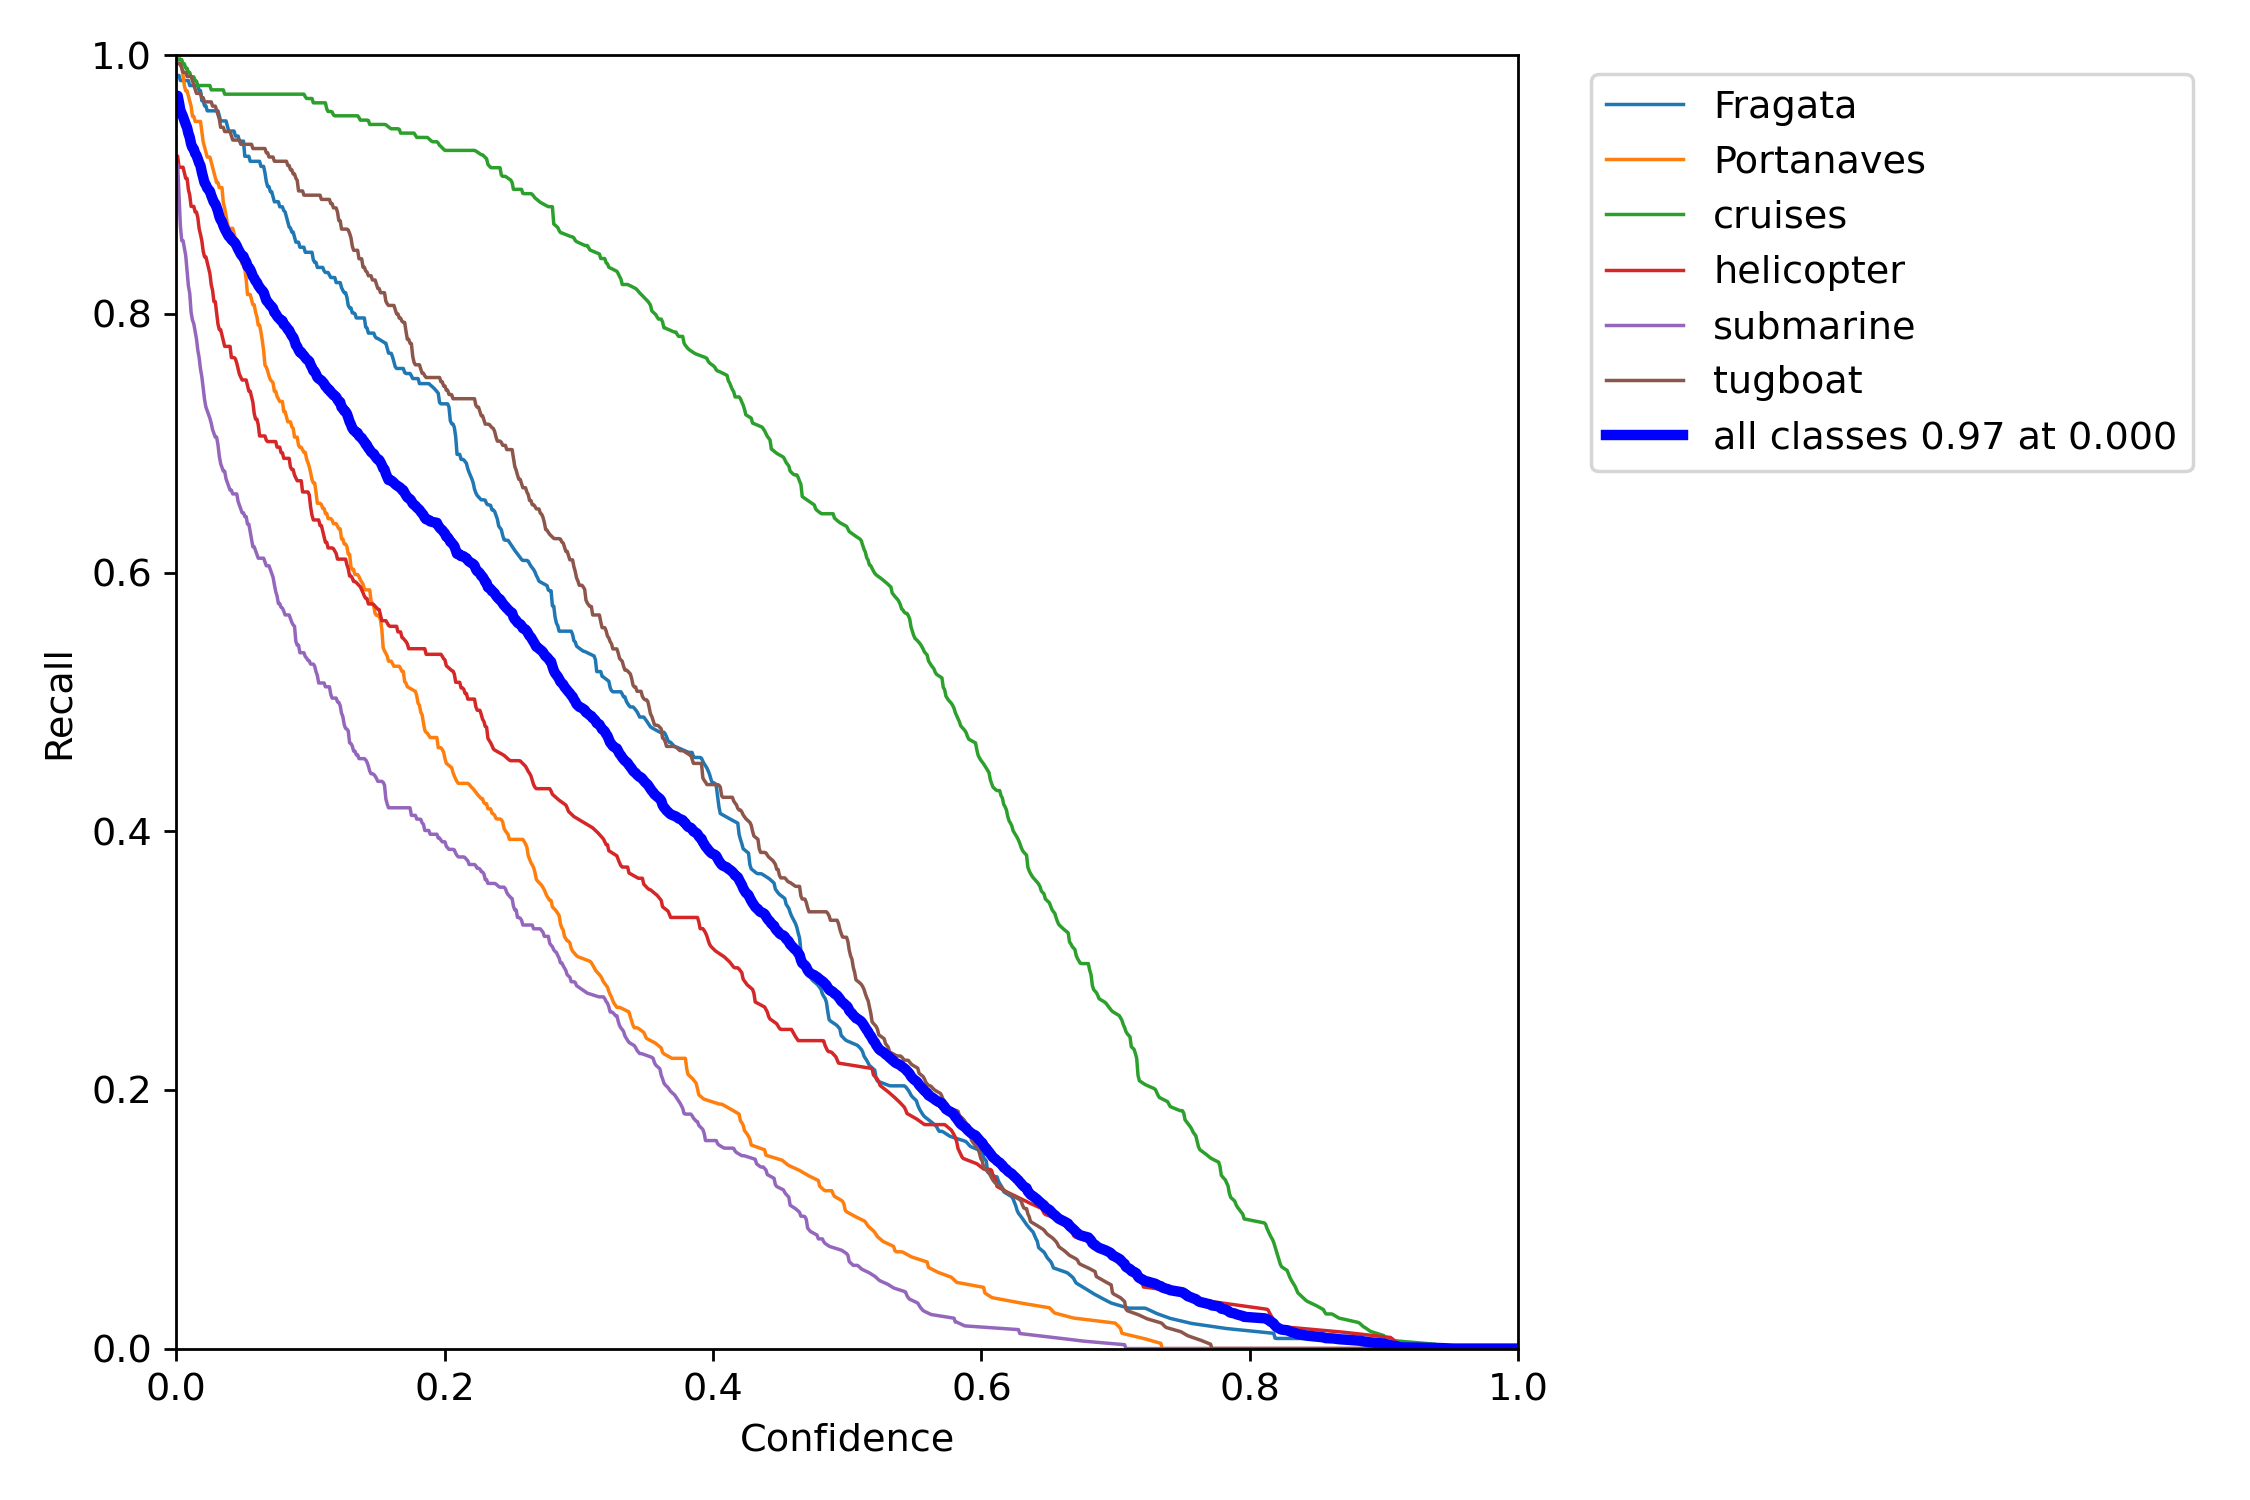 1.0
0.8
0.6
0.4
0.2
0.0
Recall
0.0 0.2 0.4 0.6 0.8 1.0
Confidence
Fragata
Portanaves
cruises
helicopter
submarine
tugboat
all classes 0.97 at 0.000